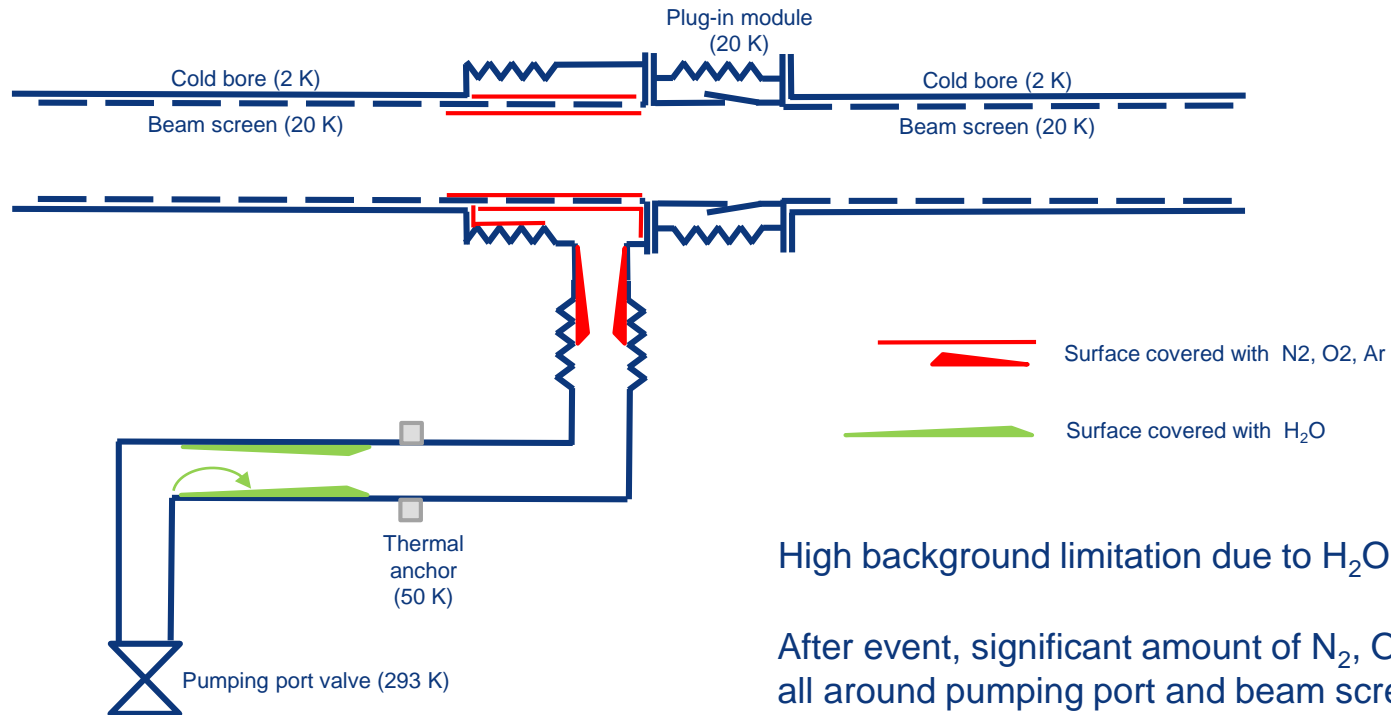 Plug-in module
(20 K)
Cold bore (2 K)
Cold bore (2 K)
Beam screen (20 K)
Beam screen (20 K)
Surface covered with N2, O2, Ar
Surface covered with H₂O
Thermal
anchor
(50 K)
High background limitation due to H₂O
After event, significant amount of N₂,
Pumping port valve (293 K)
all around pumping port and beam